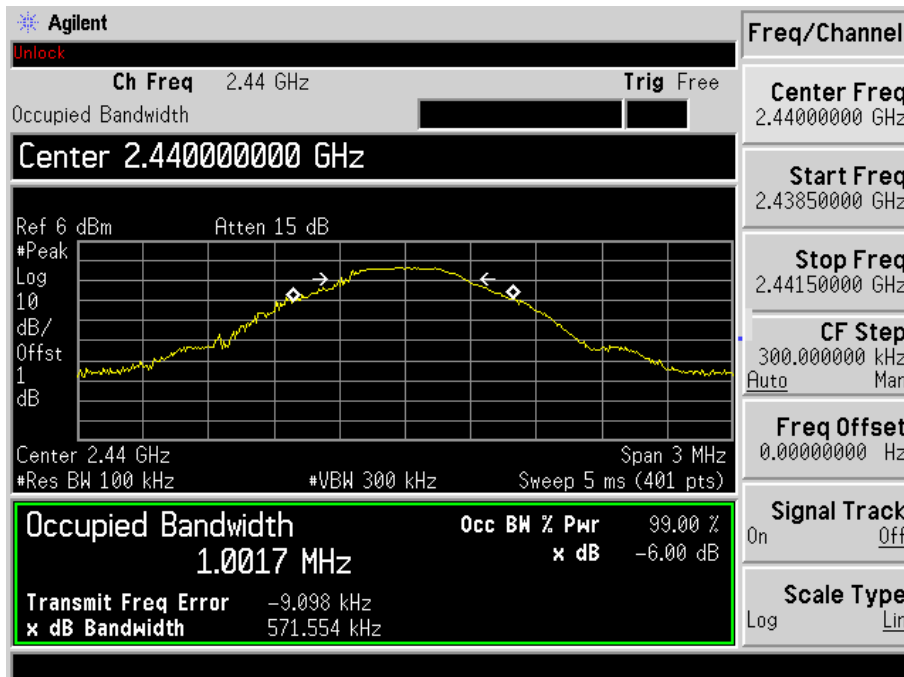 Agilent
Freq/Channel
Unlock
Ch Freq 2.44 GHz Trig Free
Occupied Bandwidth
Center 2.440000000 GHz
Ref 6 dBm Atten 15 dB
#Peak
Log
10
dB/
Offst
1
dB
Center 2.44 GHz Span 3 MHz
#Res BW 100 kHz #VBW 300 kHz Sweep 5 ms (401 pts)
Occupied Bandwidth
1.0017 MHz
Occ BW % Pwr 99.00 %
x dB -6.00 dB
Transmit Freq Error -9.098 kHz
x dB Bandwidth 571.554 kHz
Center Freq
2.44000000 GHz
Start Freq
2.43850000 GHz
Stop Freq
2.44150000 GHz
CF Step
300.000000 kHz
Auto Man
Freq Offset
0.00000000 Hz
Signal Track
On Off
Scale Type
Log Lin